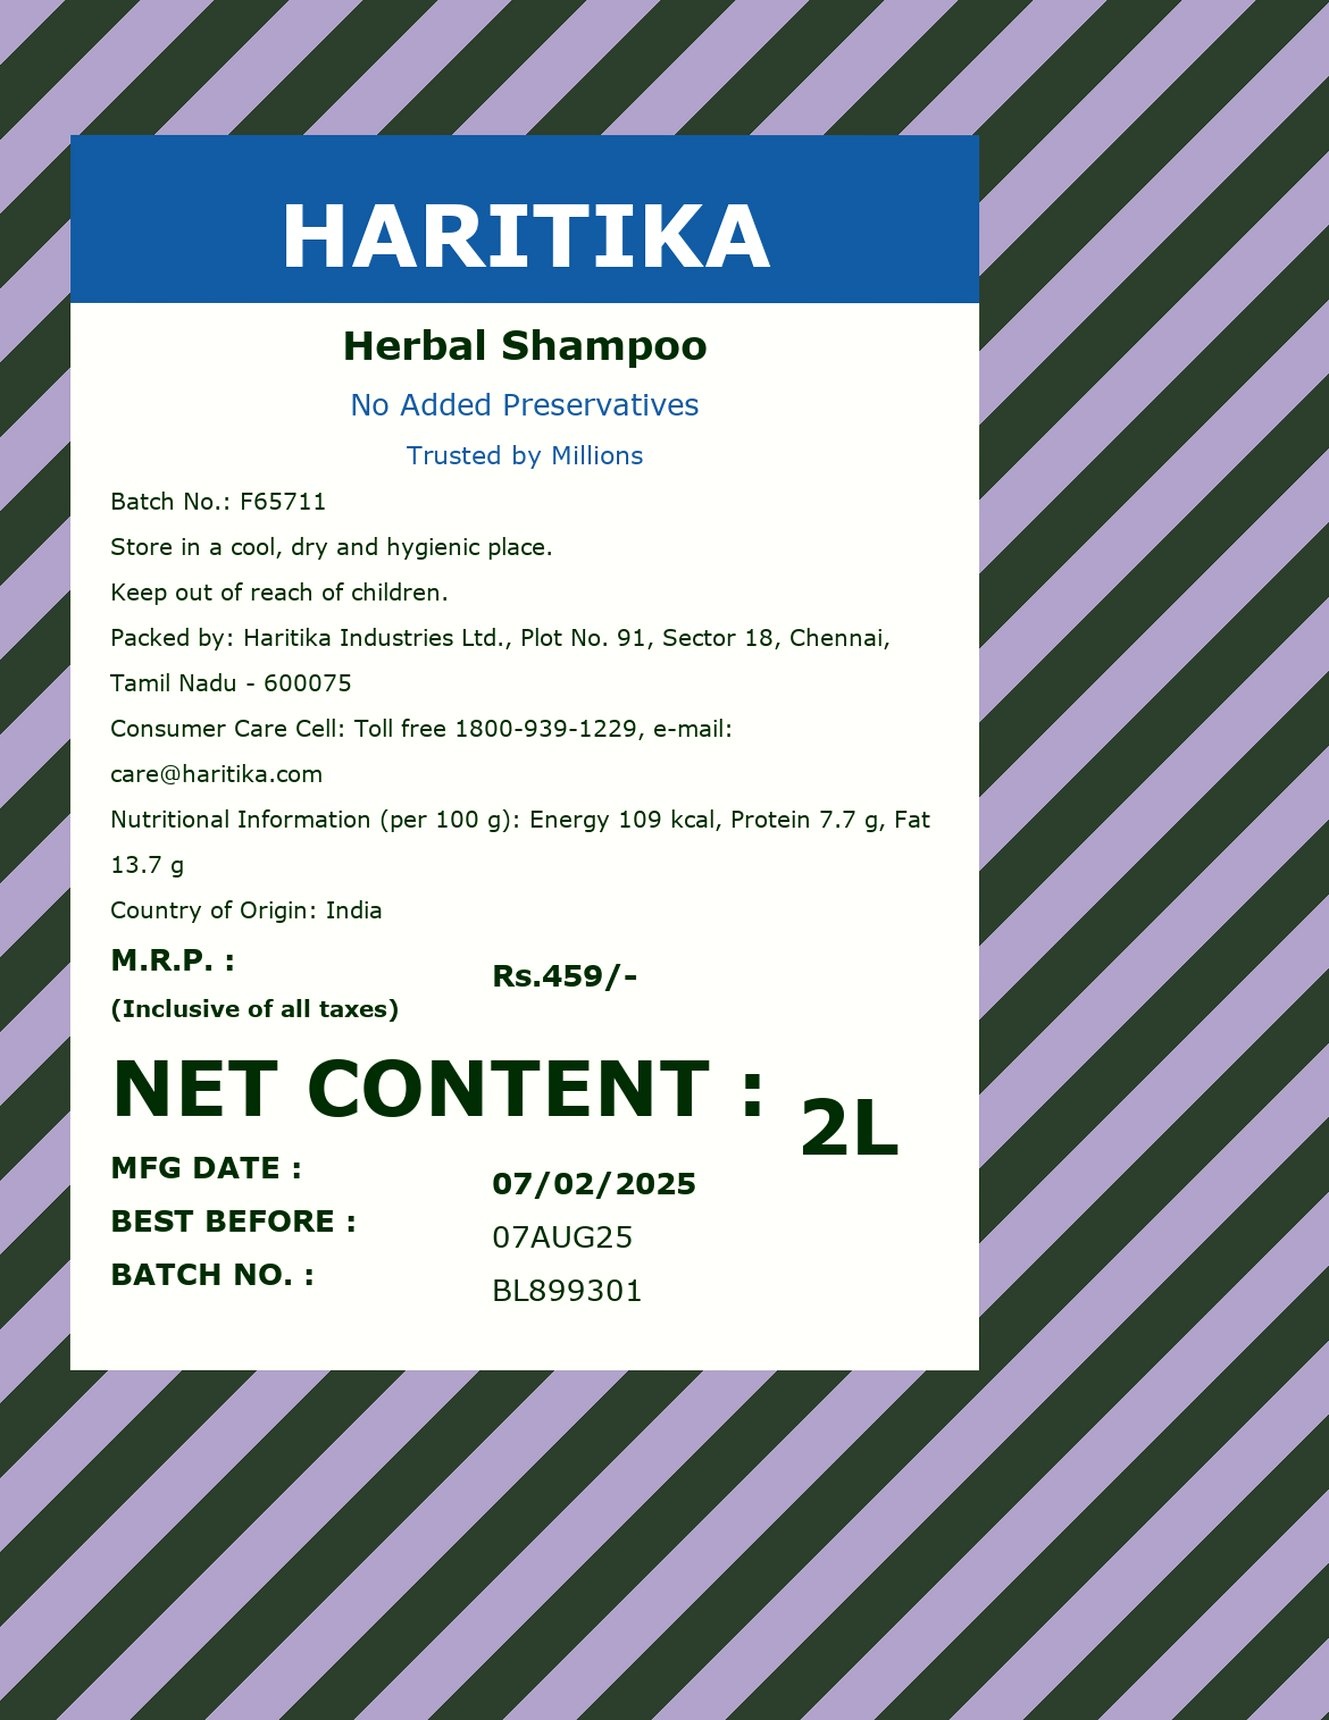 HARITIKA
Herbal Shampoo
No Added Preservatives
Trusted by Millions
Batch No.: F65711
Store in a cool, dry and hygienic place.
Keep out of reach of children.
Packed by: Haritika Industries Ltd., Plot No. 91, Sector 18, Chennai,
Tamil Nadu - 600075
Consumer Care Cell: Toll free 1800-939-1229, e-mail:
care@haritika.com
Nutritional Information (per 100 g): Energy 109 kcal, Protein 7.7 g, Fat
13.7 g
Country of Origin: India
M.R.P. : Rs.459/-
(Inclusive of all taxes)
NET CONTENT : 2L
MFG DATE : 07/02/2025
BEST BEFORE : 07AUG25
BATCH NO. : BL899301